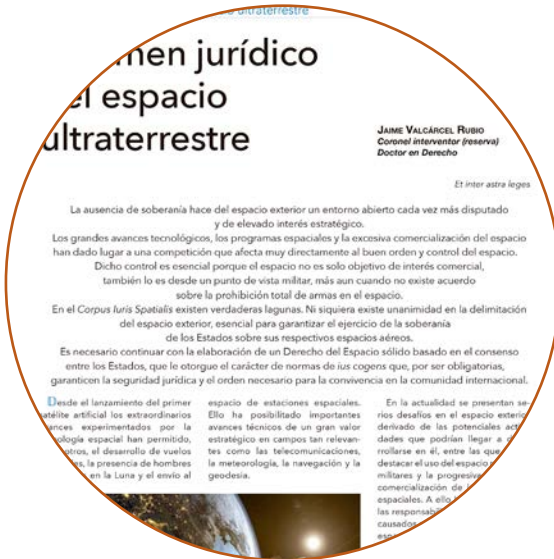 ultraterrestre
men jurídico
el espacio
ultraterrestre
JAIME VALCÁRCEL RUBIO
Coronel interventor (reserva)
Doctor en Derecho
Et inter astra leges
La ausencia de soberanía hace del espacio exterior un entorno abierto cada vez más disputado
y de elevado interés estratégico.
Los grandes avances tecnológicos, los programas espaciales y la excesiva comercialización del espacio
han dado lugar a una competición que afecta muy directamente al buen orden y control del espacio.
Dicho control es esencial porque el espacio no es solo objetivo de interés comercial,
también lo es desde un punto de vista militar, más aun cuando no existe acuerdo
sobre la prohibición total de armas en el espacio.
En el Corpus Iuris Spatialis existen verdaderas lagunas. Ni siquiera existe unanimidad en la delimitación
del espacio exterior, esencial para garantizar el ejercicio de la soberanía
de los Estados sobre sus respectivos espacios aéreos.
Es necesario continuar con la elaboración de un Derecho del Espacio sólido basado en el consenso
entre los Estados, que le otorgue el carácter de normas de ius cogens que, por ser obligatorias,
garanticen la seguridad jurídica y el orden necesario para la convivencia en la comunidad internacional.
Desde el lanzamiento del primer
satélite artificial los extraordinarios
ances experimentados por la
ología espacial han permitido,
otros, el desarrollo de vuelos
les, la presencia de hombres
en la Luna y el envío al
espacio de estaciones espaciales.
Ello ha posibilitado importantes
avances técnicos de un gran valor
estratégico en campos tan relevan-
tes como las telecomunicaciones,
la meteorología, la navegación y la
geodesia.
En la actualidad se presentan se-
rios desafíos en el espacio exterio
derivado de las potenciales acti
dades que podrían llegar a d
rrollarse en él, entre las que
destacar el uso del espacio
militares y la progresiva
comercialización de
espaciales. A ello
las responsabil
causados